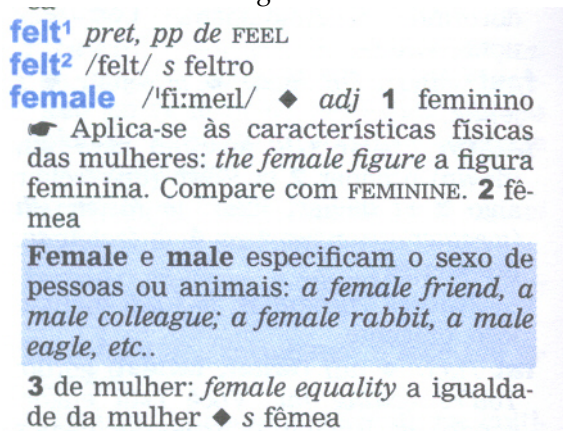 felt¹ pret, pp de FEEL
felt² /felt/ s feltro
female /ˈfiːmeɪl/ ◆ adj 1 feminino
☛ Aplica-se às características físicas
das mulheres: the female figure a figura
feminina. Compare com FEMININE. 2 fê-
mea
Female e male especificam o sexo de
pessoas ou animais: a female friend, a
male colleague; a female rabbit, a male
eagle, etc..
3 de mulher: female equality a igualda-
de da mulher ◆ s fêmea